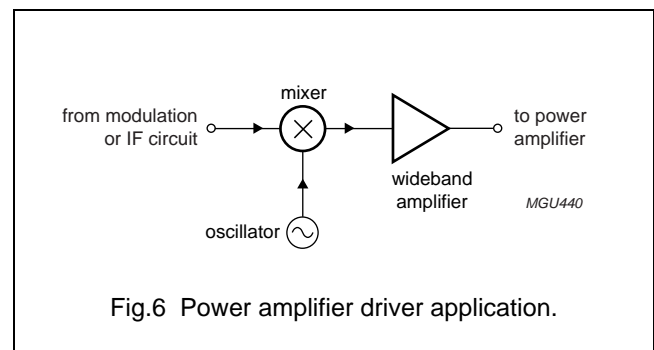 mixer
from modulation
or IF circuit
to power
amplifier
wideband
amplifier
MGU440
oscillator
Fig.6 Power amplifier driver application.